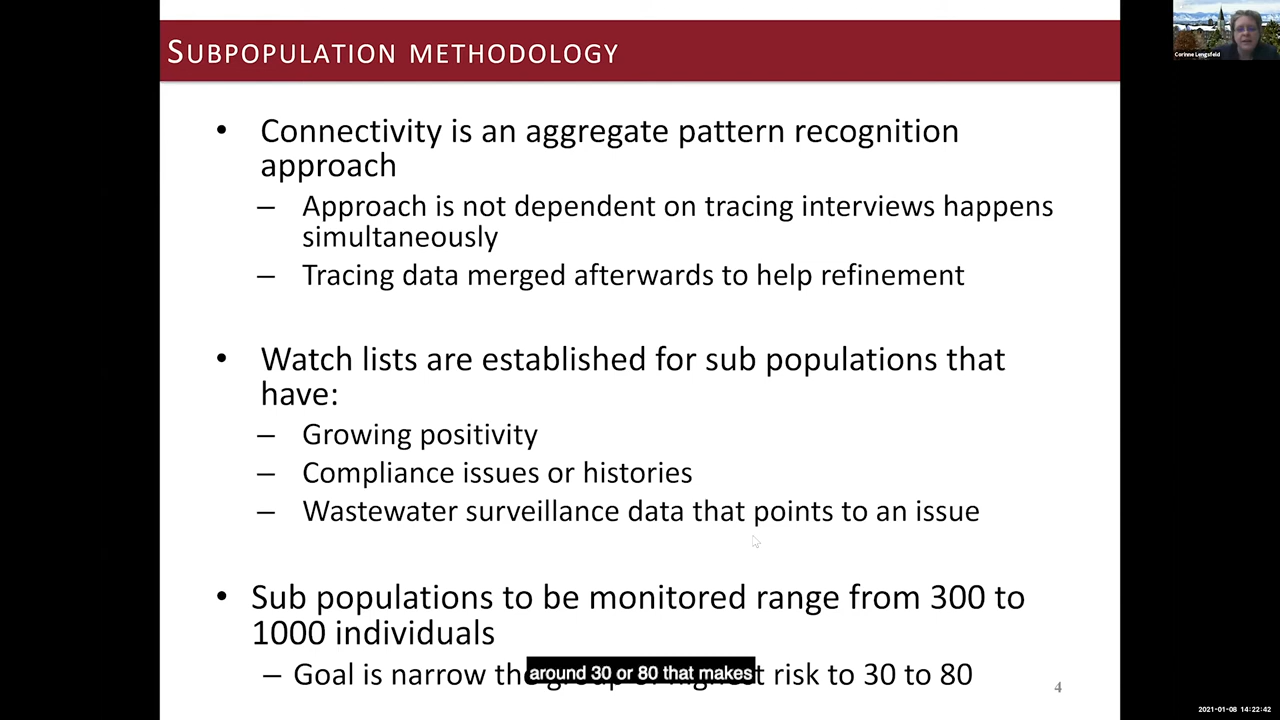 SUBPOPULATION METHODOLOGY
Corinne Lengsfeld
• Connectivity is an aggregate pattern recognition
approach
– Approach is not dependent on tracing interviews happens
simultaneously
– Tracing data merged afterwards to help refinement
• Watch lists are established for sub populations that
have:
– Growing positivity
– Compliance issues or histories
– Wastewater surveillance data that points to an issue
• Sub populations to be monitored range from 300 to
1000 individuals
– Goal is narrow the risk to 30 to 80
around 30 or 80 that makes
4
2021-01-08 14:22:42